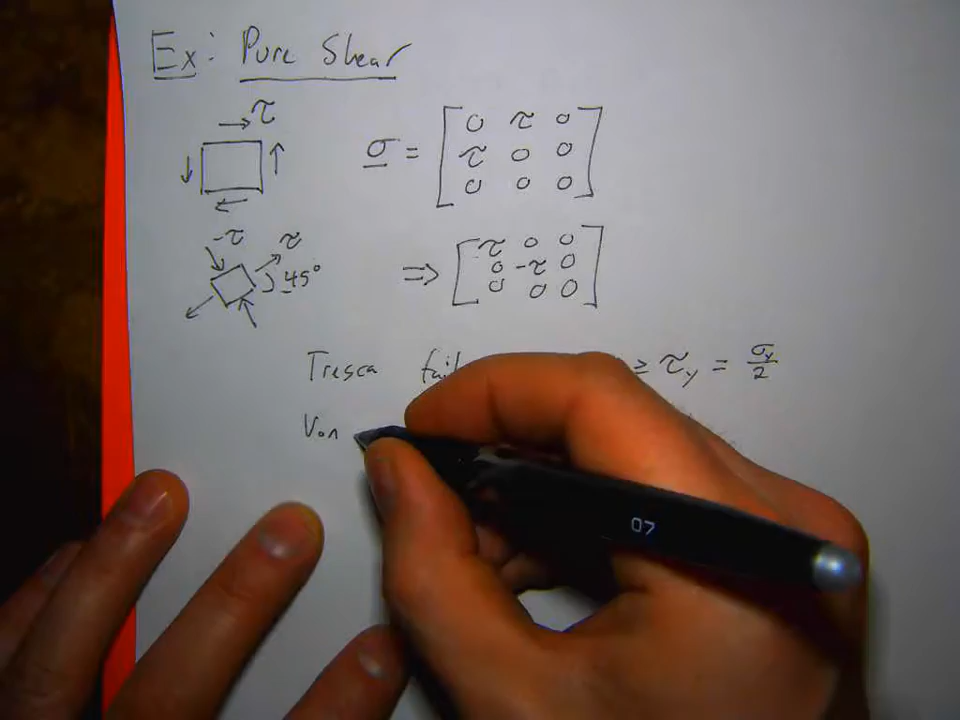 Ex: Pure Shear
→ τ
σ = [0 τ 0
τ 0 0
0 0 0]
-τ τ
45°
⇒ [τ 0 0
0 -τ 0
0 0 0]
Tresca fail ≥ τy = σy/2
Von
07